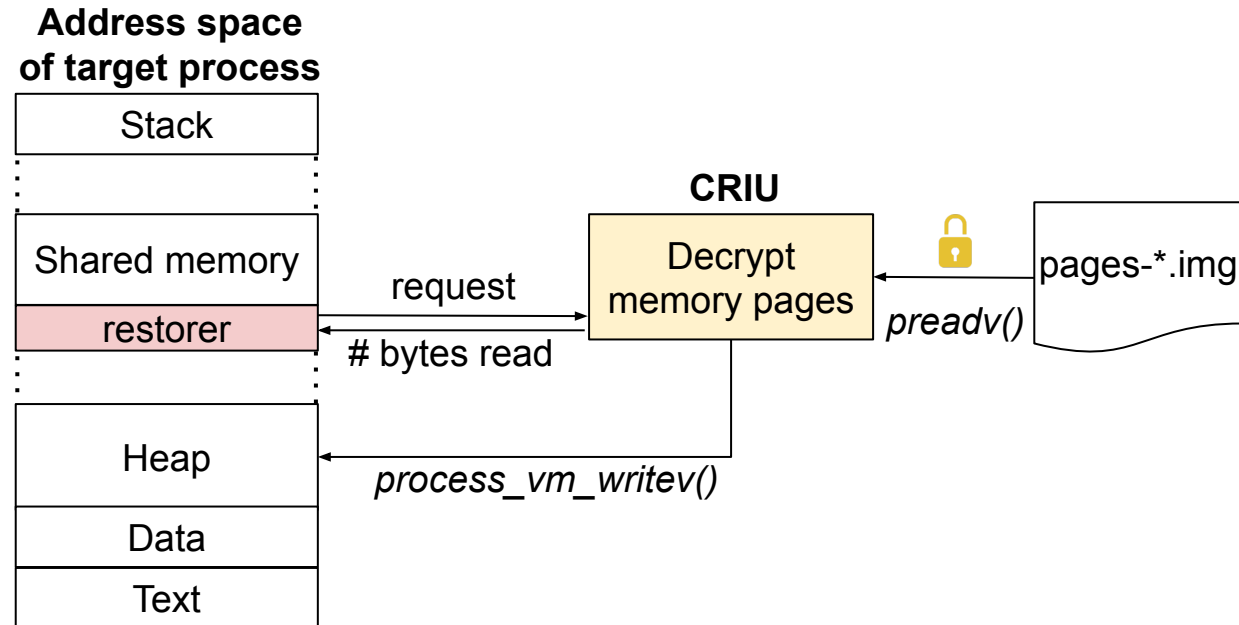 Address space
of target process
Stack
Shared memory
restorer
Heap
Data
Text
request
# bytes read
CRIU
Decrypt
memory pages
process_vm_writev()
preadv()
pages-*.img